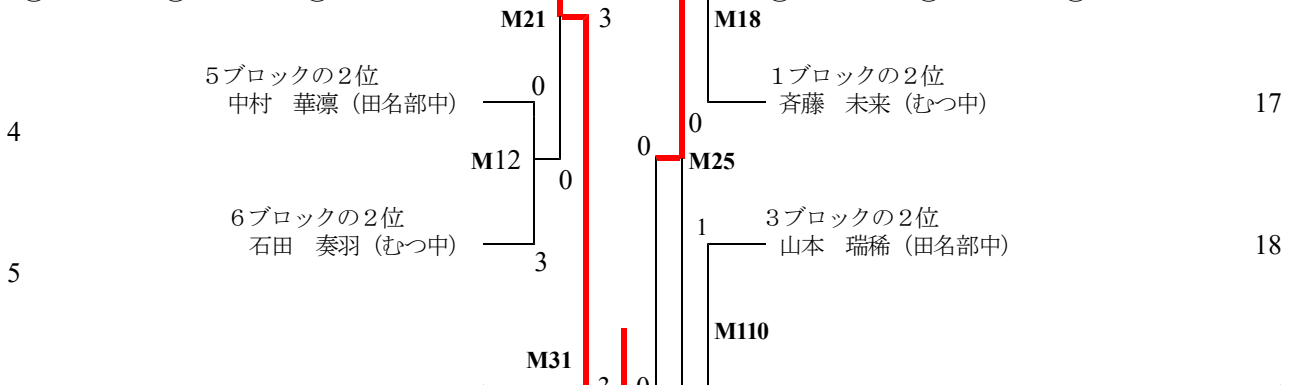 M21
3
M18
5ブロックの2位
0
1ブロックの2位
中村 華凛(田名部中)
斉藤 未来(むつ中)
17
4
0
0
M12
M25
0
6ブロックの2位
1
3ブロックの2位
石田 奏羽(むつ中)
山本 瑞稀(田名部中)
18
3
5
M110
M31